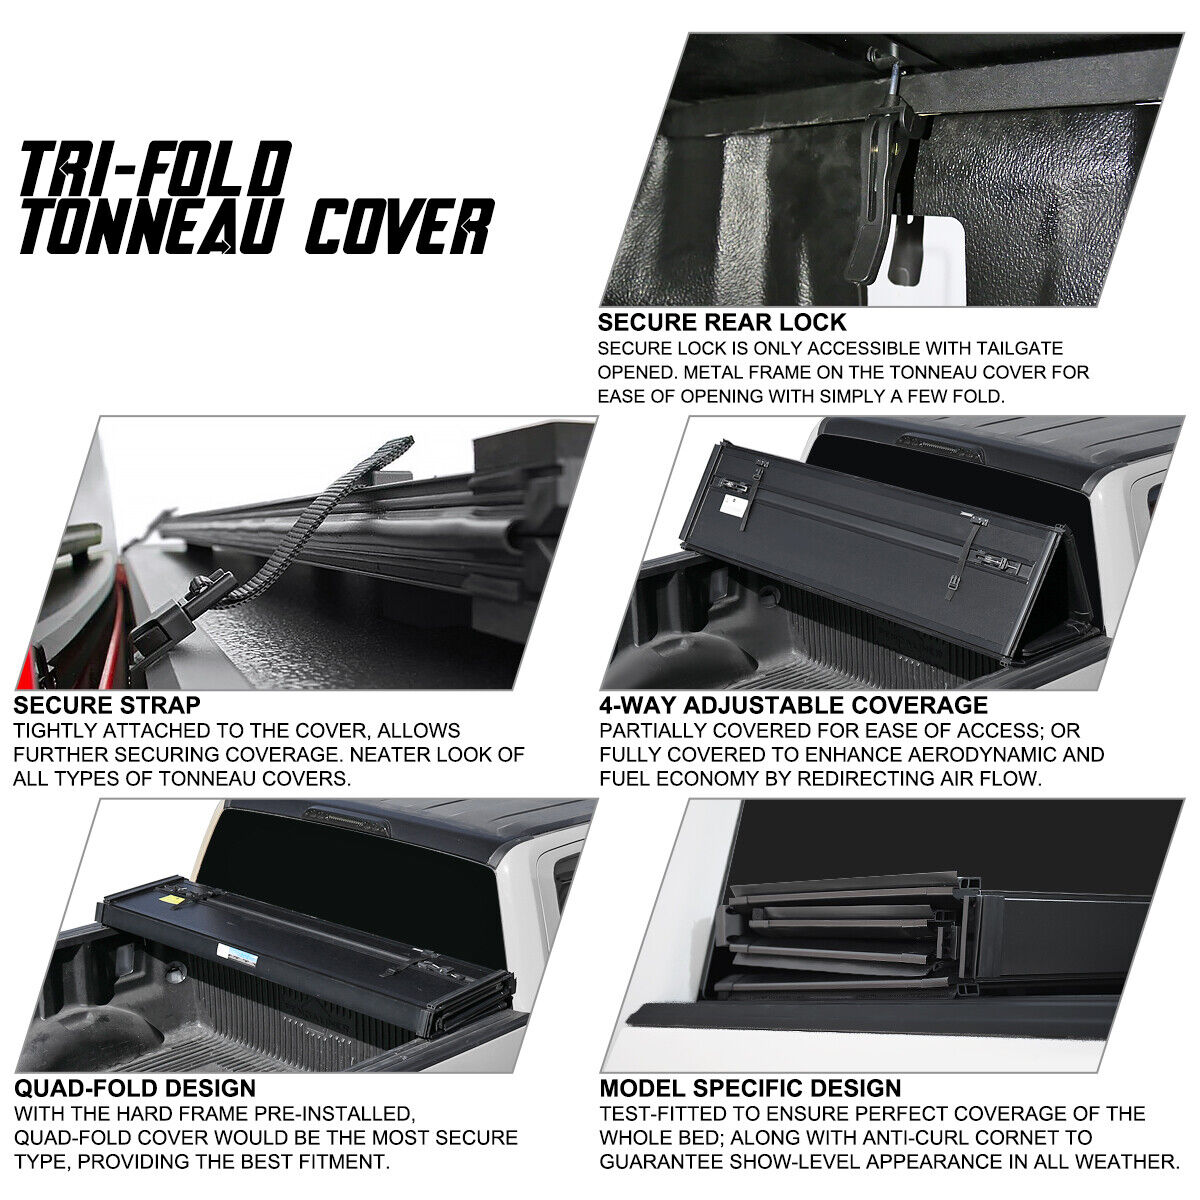 TRI-FOLD
TONNEAU COVER
SECURE REAR LOCK
SECURE LOCK IS ONLY ACCESSIBLE WITH TAILGATE
OPENED. METAL FRAME ON THE TONNEAU COVER FOR
EASE OF OPENING WITH SIMPLY A FEW FOLD.
SECURE STRAP
TIGHTLY ATTACHED TO THE COVER, ALLOWS
FURTHER SECURING COVERAGE. NEATER LOOK OF
ALL TYPES OF TONNEAU COVERS.
4-WAY ADJUSTABLE COVERAGE
PARTIALLY COVERED FOR EASE OF ACCESS; OR
FULLY COVERED TO ENHANCE AERODYNAMIC AND
FUEL ECONOMY BY REDIRECTING AIR FLOW.
QUAD-FOLD DESIGN
WITH THE HARD FRAME PRE-INSTALLED,
QUAD-FOLD COVER WOULD BE THE MOST SECURE
TYPE, PROVIDING THE BEST FITMENT.
MODEL SPECIFIC DESIGN
TEST-FITTED TO ENSURE PERFECT COVERAGE OF THE
WHOLE BED; ALONG WITH ANTI-CURL CORNET TO
GUARANTEE SHOW-LEVEL APPEARANCE IN ALL WEATHER.